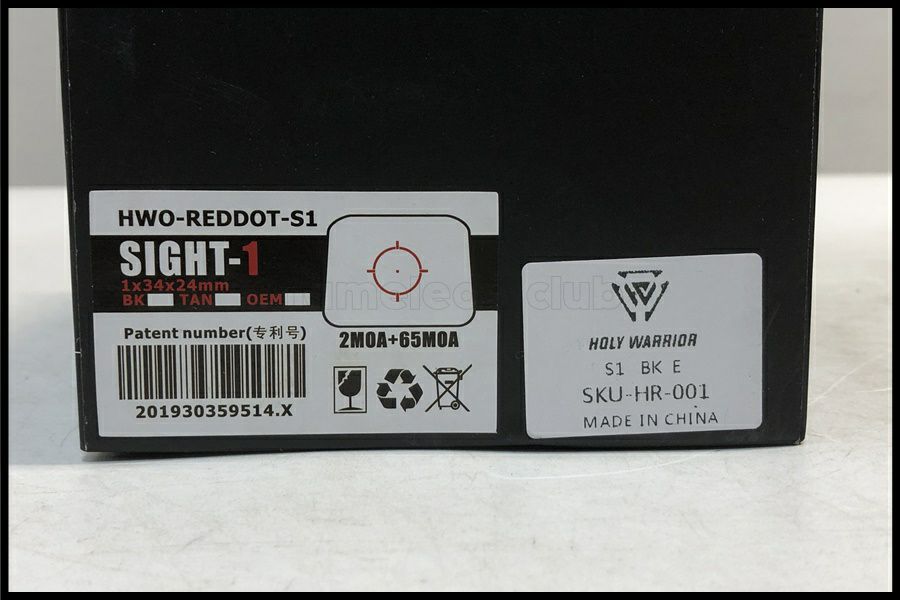 HWO-REDDOT-S1
SIGHT-1
1x34x24mm
BK TAN OEM
2MOA+65MOA
Patent number(专利号)
201930359514.X
HOLY WARRIOR
S1 BK E
SKU-HR-001
MADE IN CHINA